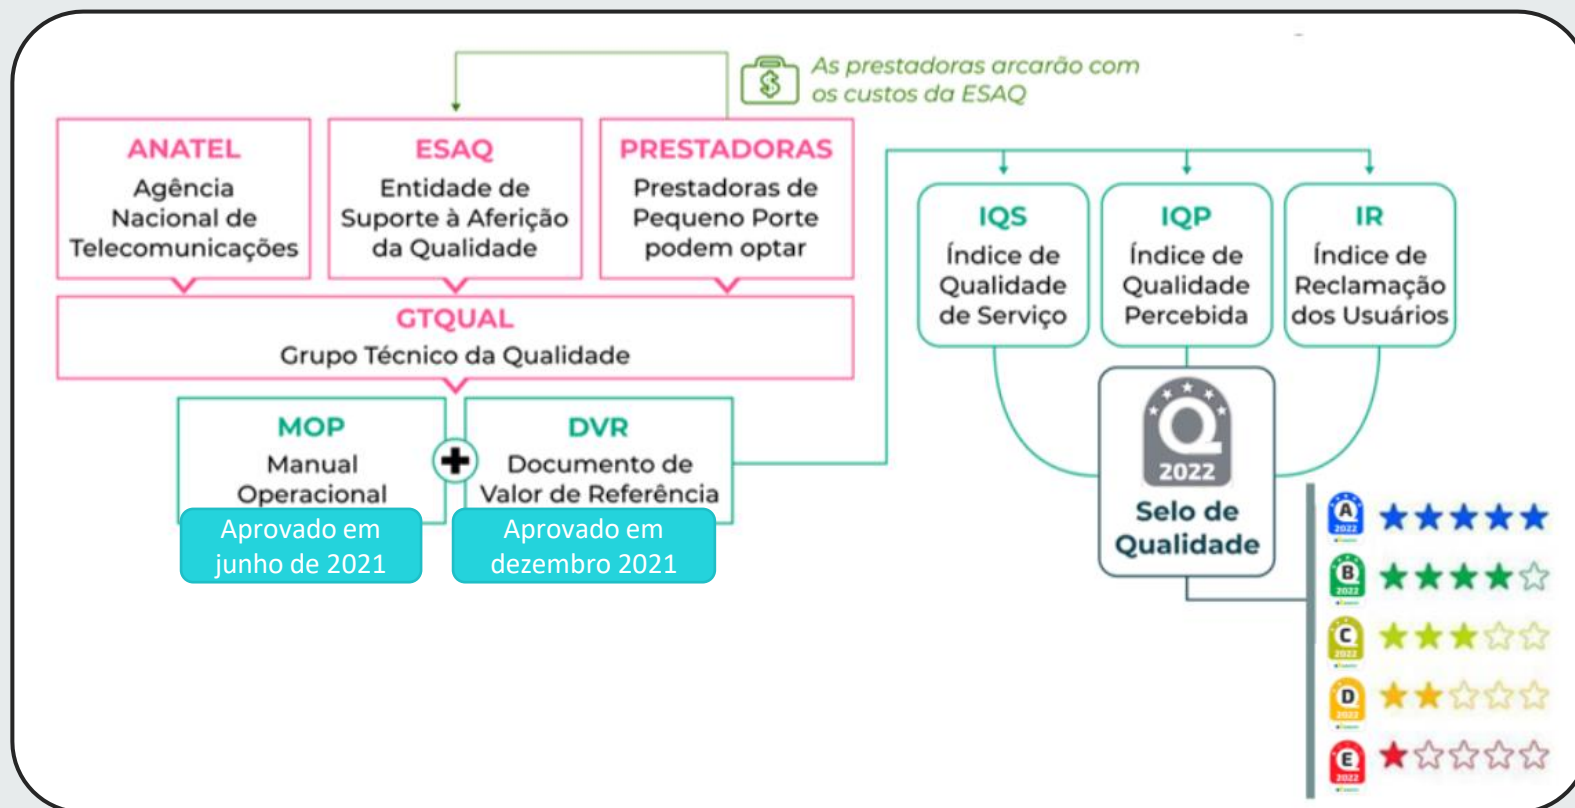 As prestadoras arcarão com
os custos da ESAQ
ANATEL
Agência
Nacional de
Telecomunicações
ESAQ
Entidade de
Suporte à Aferição
da Qualidade
PRESTADORAS
Prestadoras de
Pequeno Porte
podem optar
GTQUAL
Grupo Técnico da Qualidade
MOP
Manual
Operacional
Aprovado em
junho de 2021
DVR
Documento de
Valor de Referência
Aprovado em
dezembro 2021
IQS
Índice de
Qualidade
de Serviço
IQP
Índice de
Qualidade
Percebida
IR
Índice de
Reclamação
dos Usuários
Q
2022
Selo de
Qualidade
A
2022
B
2022
C
2022
D
2022
E
2022